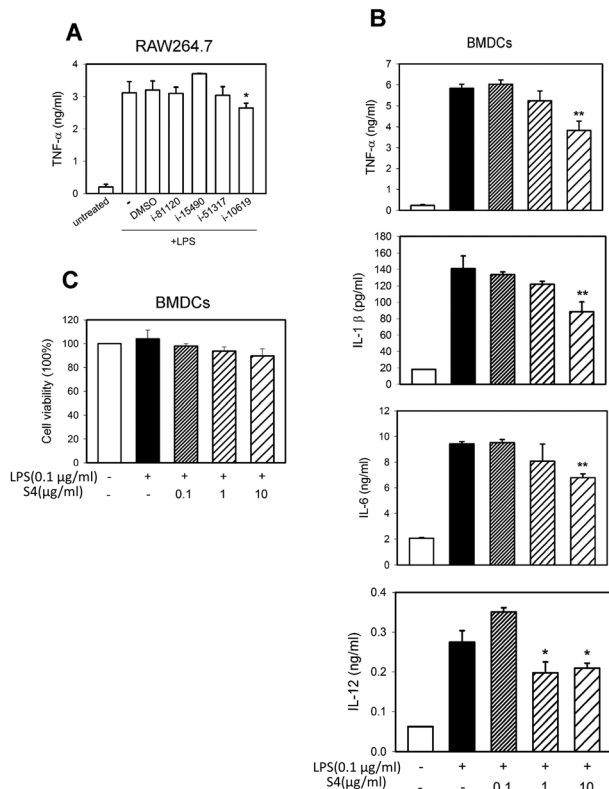 A
RAW264.7
TNF-α (ng/ml)
4
3
2
1
0
*
untreated
-
DMSO
i-81120
i-15490
i-51317
i-10619
+LPS
C
BMDCs
Cell viability (100%)
120
100
80
60
40
20
0
LPS(0.1 µg/ml) - + + + +
S4(µg/ml) - - 0.1 1 10
B
BMDCs
TNF-α (ng/ml)
6
5
4
3
2
1
0
**
IL-1 β (pg/ml)
160
140
120
100
80
60
40
20
0
**
IL-6 (ng/ml)
12
10
8
6
4
2
0
**
IL-12 (ng/ml)
0.4
0.3
0.2
0.1
0.0
* *
LPS(0.1 µg/ml) - + + + +
S4(µg/ml) - - 0.1 1 10